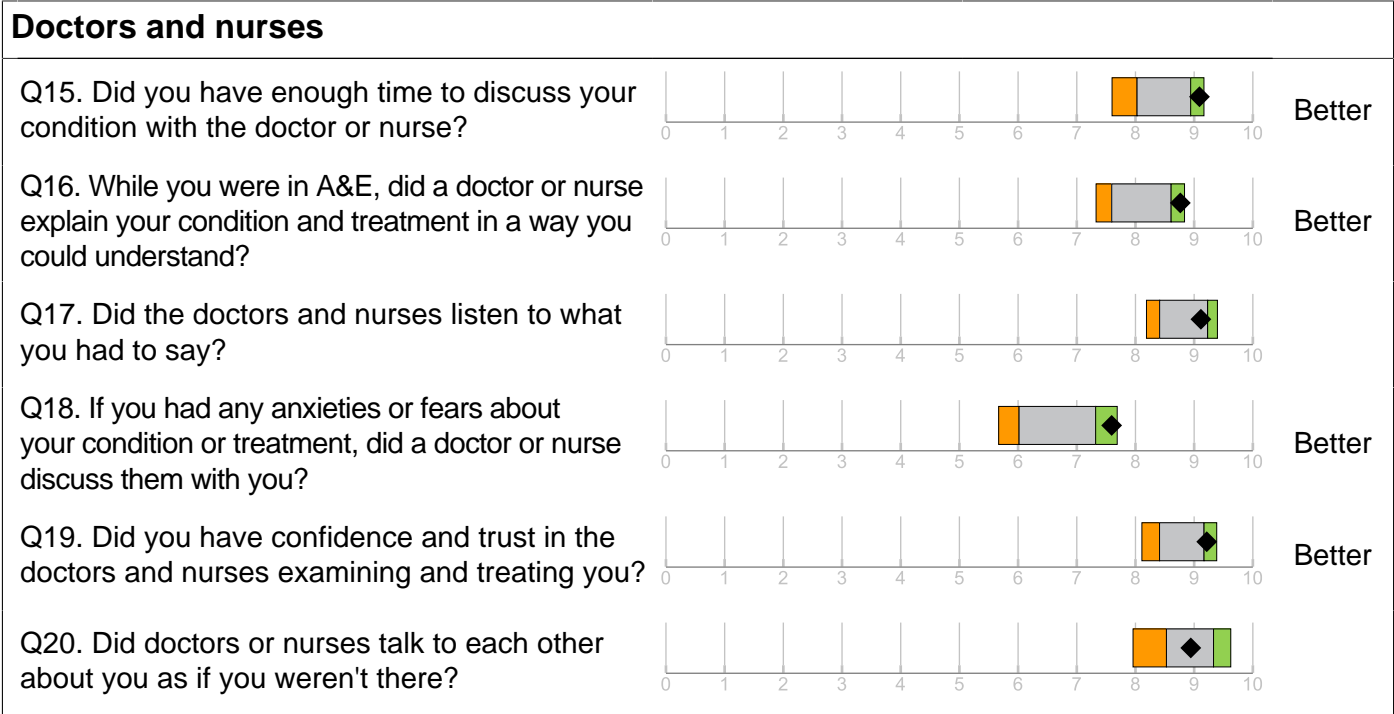 Doctors and nurses
Q15. Did you have enough time to discuss your
condition with the doctor or nurse?
0 1 2 3 4 5 6 7 8 9 10
Better
Q16. While you were in A&E, did a doctor or nurse
explain your condition and treatment in a way you
could understand?
0 1 2 3 4 5 6 7 8 9 10
Better
Q17. Did the doctors and nurses listen to what
you had to say?
0 1 2 3 4 5 6 7 8 9 10
Q18. If you had any anxieties or fears about
your condition or treatment, did a doctor or nurse
discuss them with you?
0 1 2 3 4 5 6 7 8 9 10
Better
Q19. Did you have confidence and trust in the
doctors and nurses examining and treating you?
0 1 2 3 4 5 6 7 8 9 10
Better
Q20. Did doctors or nurses talk to each other
about you as if you weren't there?
0 1 2 3 4 5 6 7 8 9 10